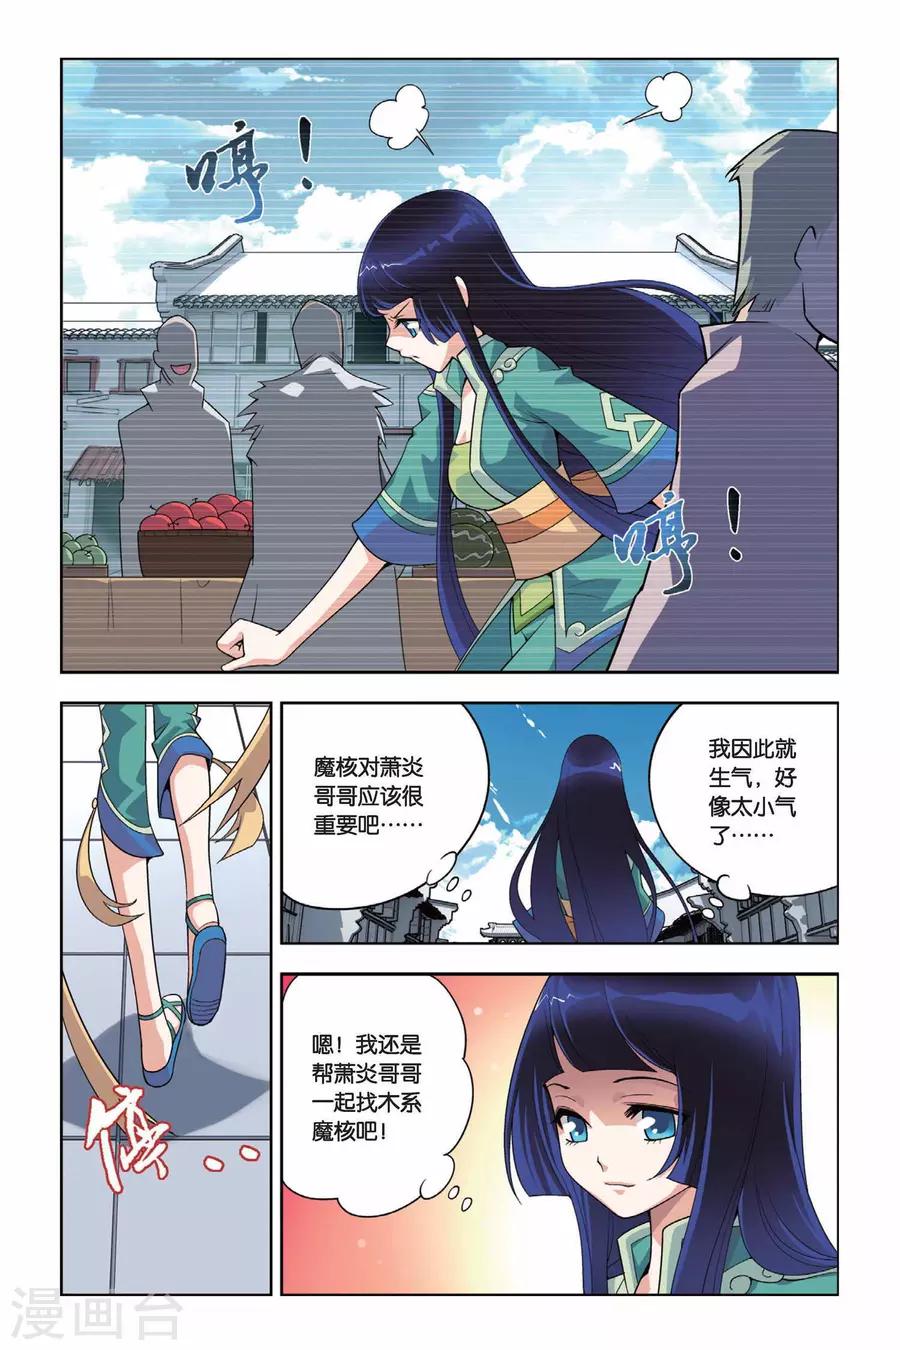 哼！
哼！
魔核对萧炎
哥哥应该很
重要吧……
我因此就
生气，好
像太小气
了……
嗯！我还是
帮萧炎哥哥
一起找木系
魔核吧！
慎。。
漫画台